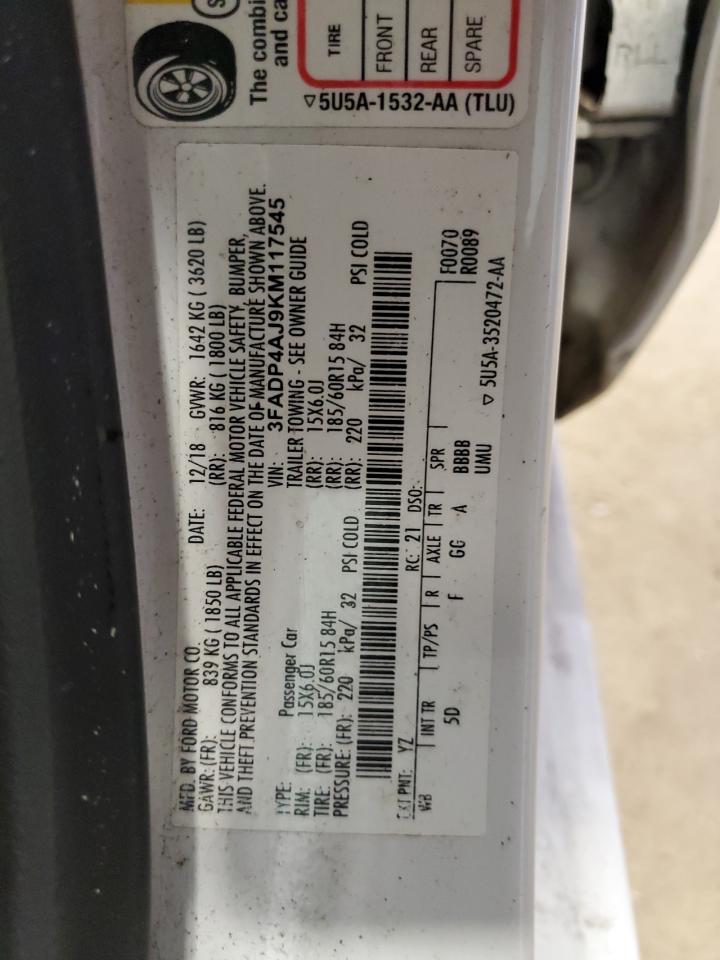 The combi
and ca
TIRE
FRONT
REAR
SPARE
▽5U5A-1532-AA (TLU)
MFD. BY FORD MOTOR CO. DATE: 12/18 GVWR: 1642 KG ( 3620 LB)
GAWR: (FR): 839 KG ( 1850 LB) (RR): 816 KG ( 1800 LB)
THIS VEHICLE CONFORMS TO ALL APPLICABLE FEDERAL MOTOR VEHICLE SAFETY, BUMPER,
AND THEFT PREVENTION STANDARDS IN EFFECT ON THE DATE OF MANUFACTURE SHOWN ABOVE.
VIN: 3FADP4AJ9KM117545
TYPE: Passenger Car TRAILER TOWING - SEE OWNER GUIDE
RIM: (FR): 15X6.0J (RR): 15X6.0J
TIRE: (FR): 185/60R15 84H (RR): 185/60R15 84H
PRESSURE: (FR): 220 kPa/ 32 PSI COLD (RR): 220 kPa/ 32 PSI COLD
EXT PNT: YZ RC: 21 DSO: F0070
WB INT TR TP/PS R AXLE TR SPR R0089
5D F GG A BBBB
UMU ▽ 5U5A-3520472-AA
RLL